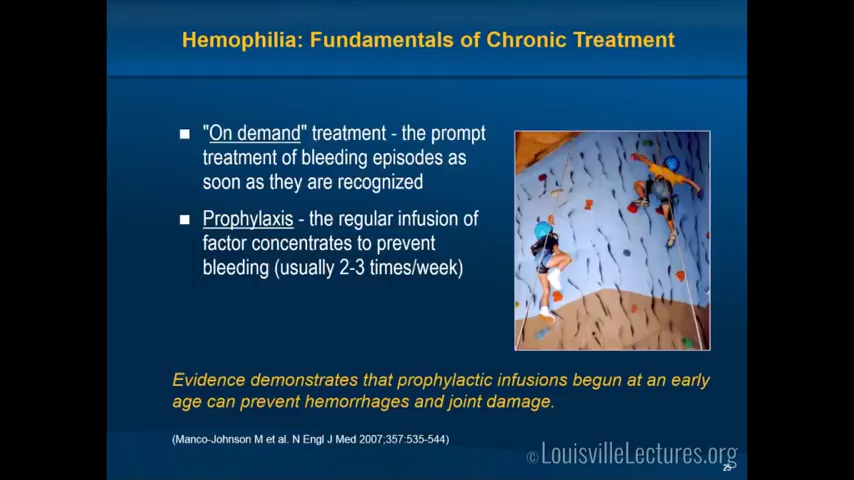 Hemophilia: Fundamentals of Chronic Treatment
■ "On demand" treatment - the prompt
treatment of bleeding episodes as
soon as they are recognized
■ Prophylaxis - the regular infusion of
factor concentrates to prevent
bleeding (usually 2-3 times/week)
Evidence demonstrates that prophylactic infusions begun at an early
age can prevent hemorrhages and joint damage.
(Manco-Johnson M et al. N Engl J Med 2007;357:535-544)
©LouisvilleLectures.org
25